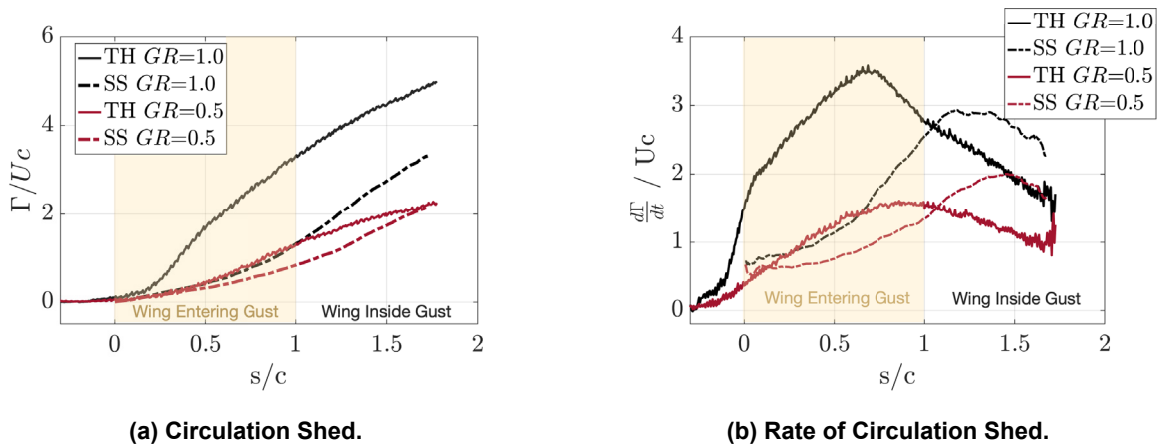 6
4
2
0
Γ/Uc
TH GR=1.0
SS GR=1.0
TH GR=0.5
SS GR=0.5
Wing Entering Gust
Wing Inside Gust
0
0.5
1
1.5
2
s/c
(a) Circulation Shed.
4
3
2
1
0
dΓ/dt / Uc
TH GR=1.0
SS GR=1.0
TH GR=0.5
SS GR=0.5
Wing Entering Gust
Wing Inside Gust
0
0.5
1
1.5
2
s/c
(b) Rate of Circulation Shed.